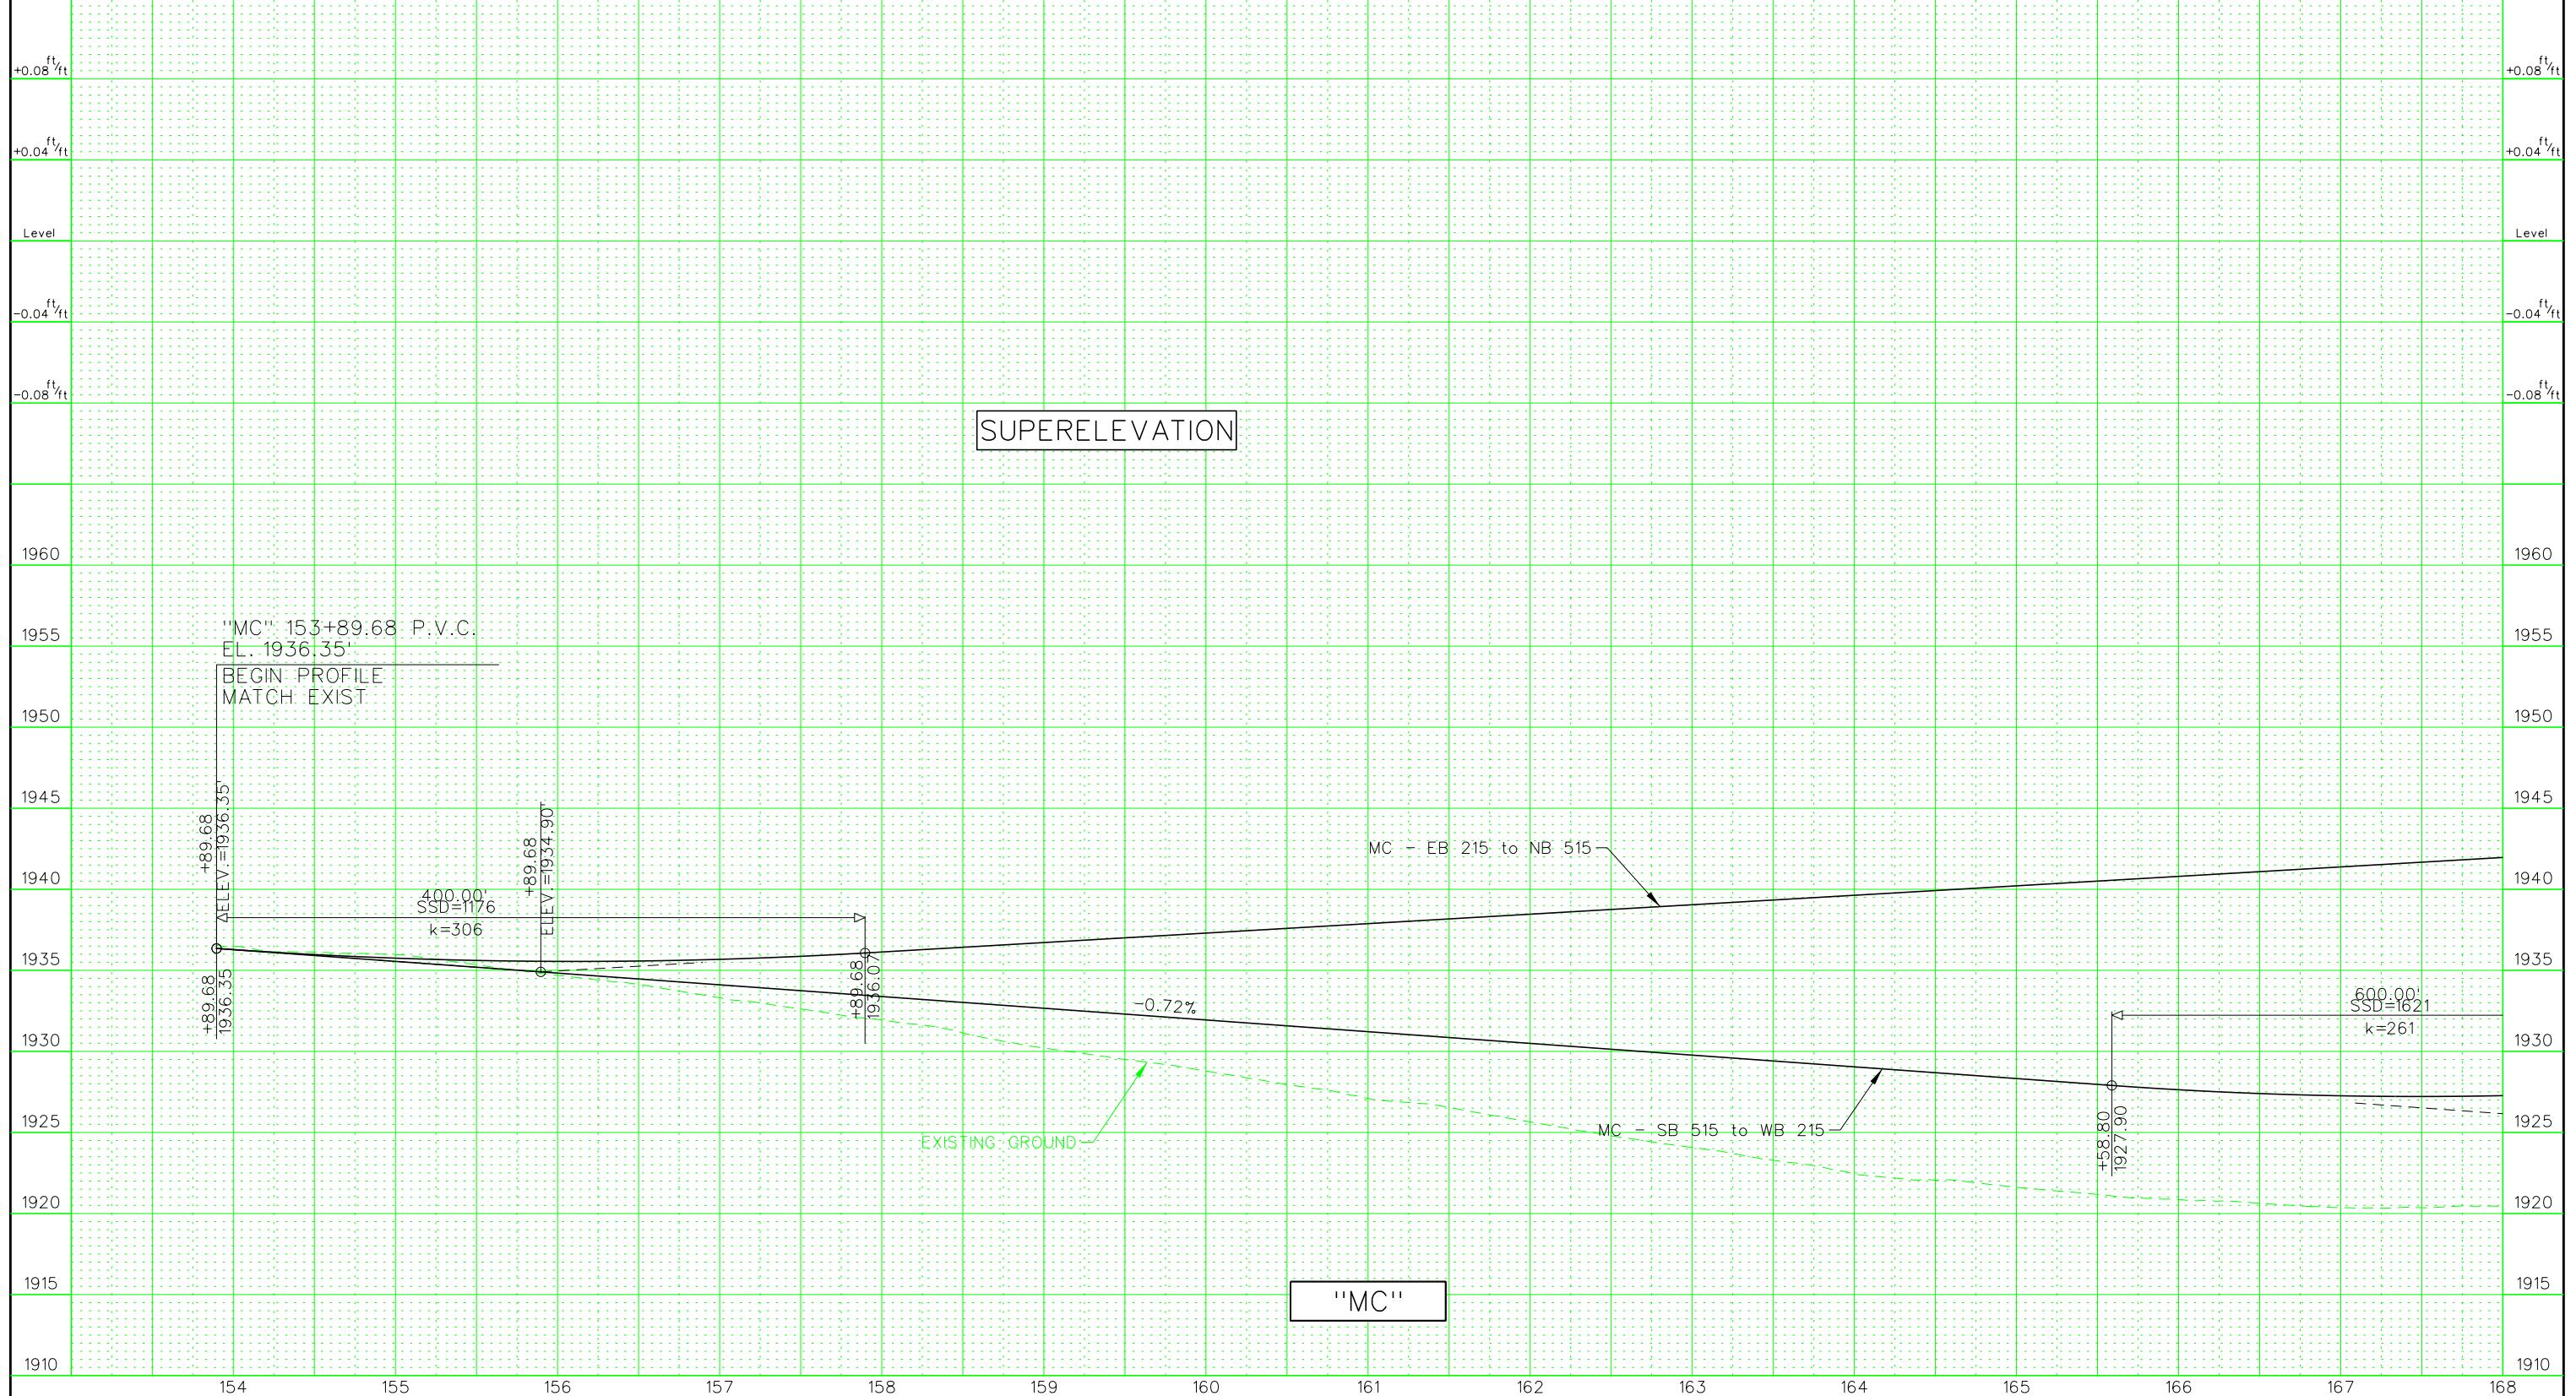 +0.08 ft/ft
+0.08 ft/ft
+0.04 ft/ft
+0.04 ft/ft
Level
Level
-0.04 ft/ft
-0.04 ft/ft
-0.08 ft/ft
-0.08 ft/ft
SUPERELEVATION
1960
1960
"MC" 153+89.68 P.V.C.
EL. 1936.35'
BEGIN PROFILE
MATCH EXIST
1955
1955
1950
1950
1945
1945
+89.68
ELEV.=1936.35'
+89.68
ELEV.=1934.90'
MC - EB 215 to NB 515
1940
1940
400.00'
SSD=1176
k=306
1935
1935
+89.68
1936.35
+89.68
1936.07
-0.72%
600.00'
SSD=1621
k=261
1930
1930
EXISTING GROUND
MC - SB 515 to WB 215
+58.80
1927.90
1925
1925
1920
1920
1915
1915
"MC"
1910
1910
154 155 156 157 158 159 160 161 162 163 164 165 166 167 168